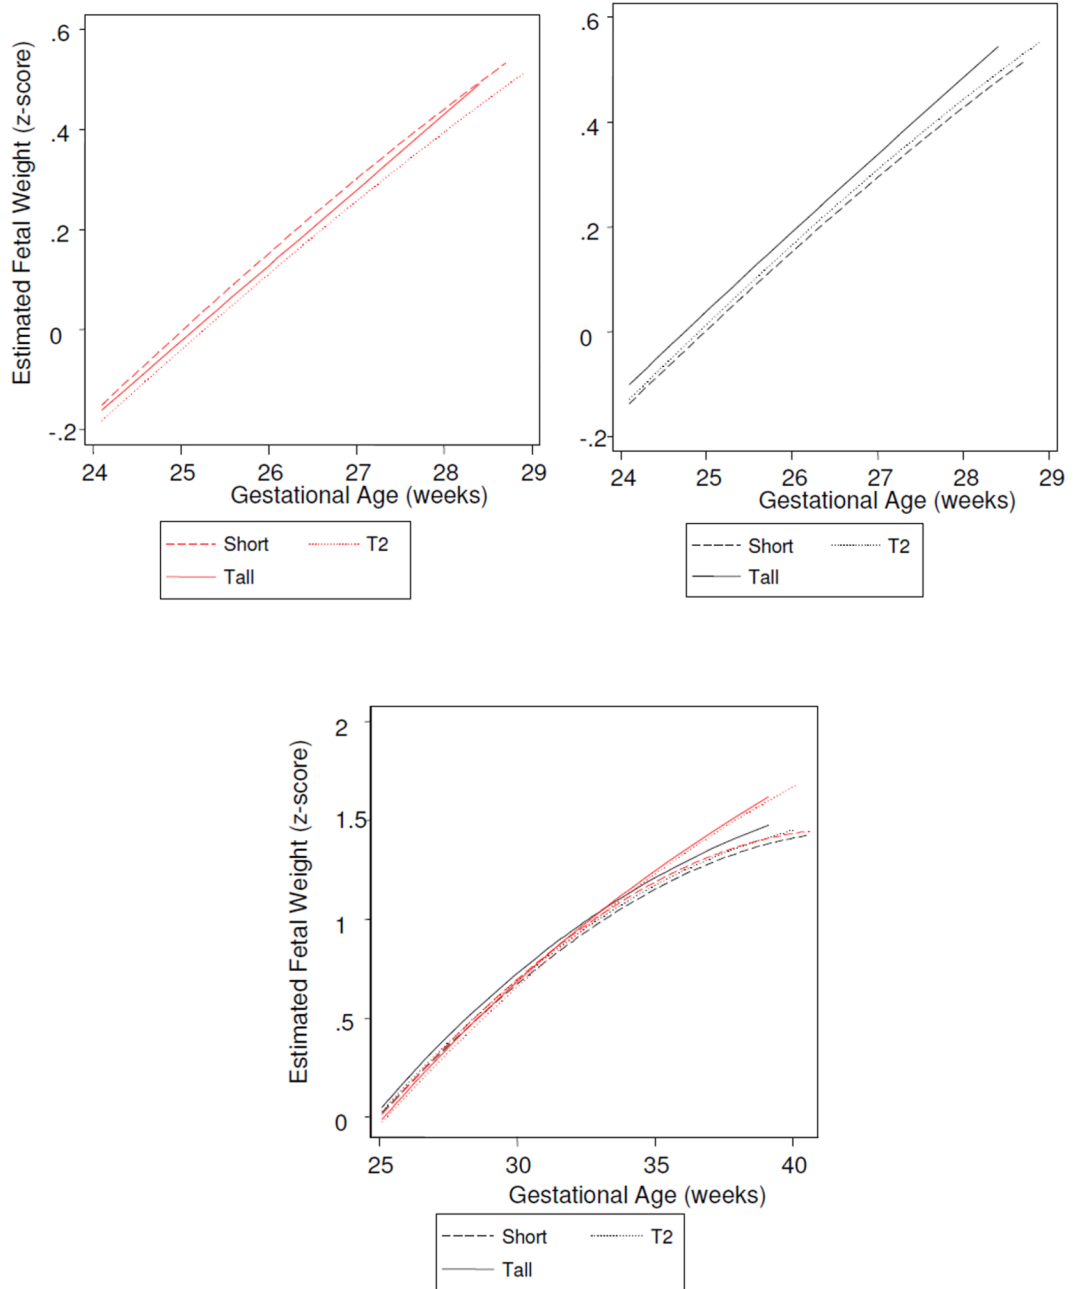 Estimated Fetal Weight (z-score)
.6
.4
.2
0
-.2
24 25 26 27 28 29
Gestational Age (weeks)
Short T2
Tall
.6
.4
.2
0
-.2
24 25 26 27 28 29
Gestational Age (weeks)
Short T2
Tall
Estimated Fetal Weight (z-score)
2
1.5
1
.5
0
25 30 35 40
Gestational Age (weeks)
Short T2
Tall